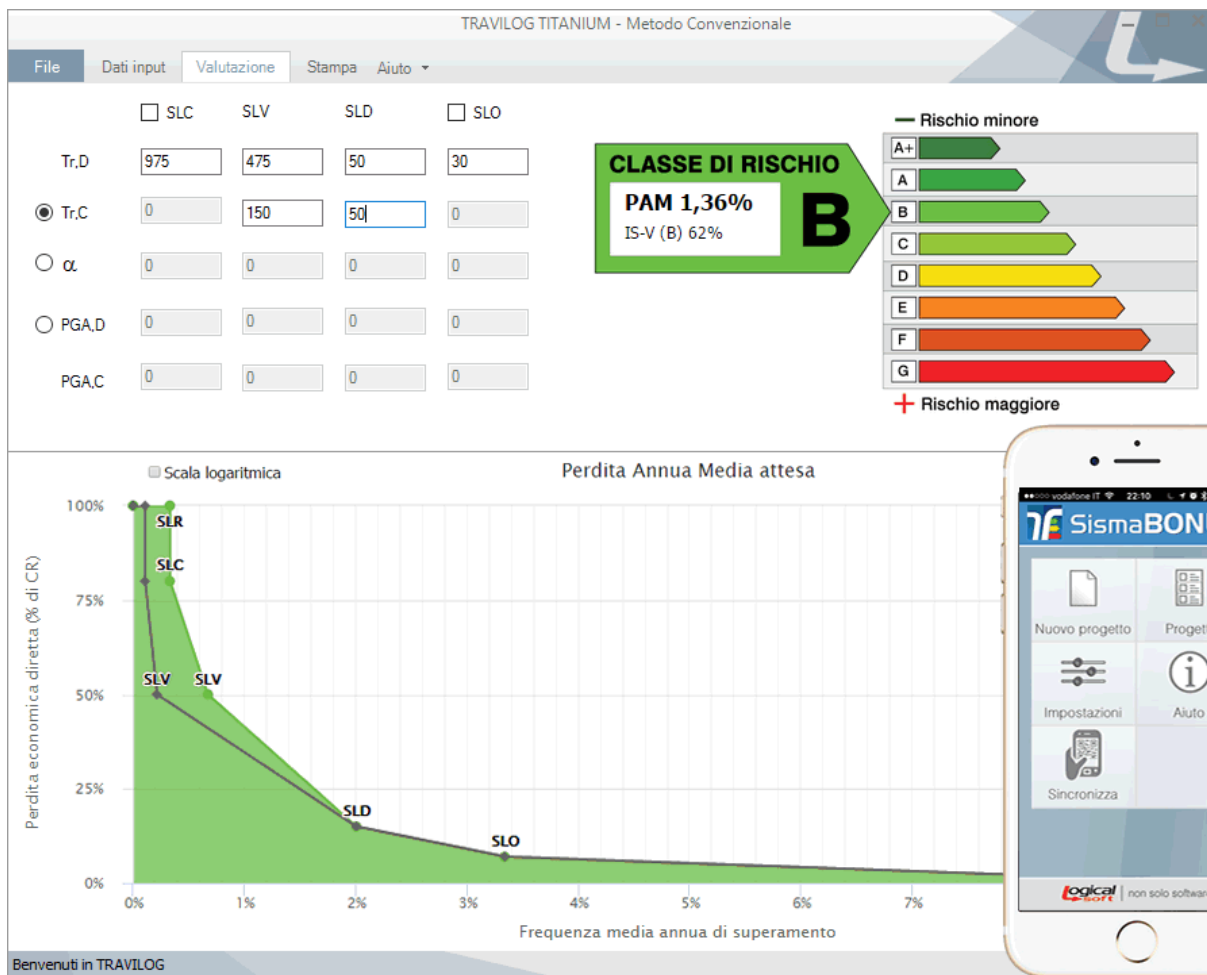 TRAVILOG TITANIUM - Metodo Convenzionale
File Dati input Valutazione Stampa Aiuto
SLC SLV SLD SLO
Tr,D 975 475 50 30
Tr,C 0 150 50 0
α 0 0 0 0
PGA,D 0 0 0 0
PGA,C 0 0 0 0
CLASSE DI RISCHIO
PAM 1,36%
IS-V (B) 62%
B
Rischio minore
A+
A
B
C
D
E
F
G
Rischio maggiore
Scala logaritmica
Perdita Annua Media attesa
Perdita economica diretta (% di CR)
100%
75%
50%
25%
0%
SLR
SLC
SLV SLV
SLD
SLO
0% 1% 2% 3% 4% 5% 6% 7%
Frequenza media annua di superamento
vodafone IT 22:10
SismaBONU
Nuovo progetto Progett
Impostazioni Aiuto
Sincronizza
Logical soft non solo software
Benvenuti in TRAVILOG